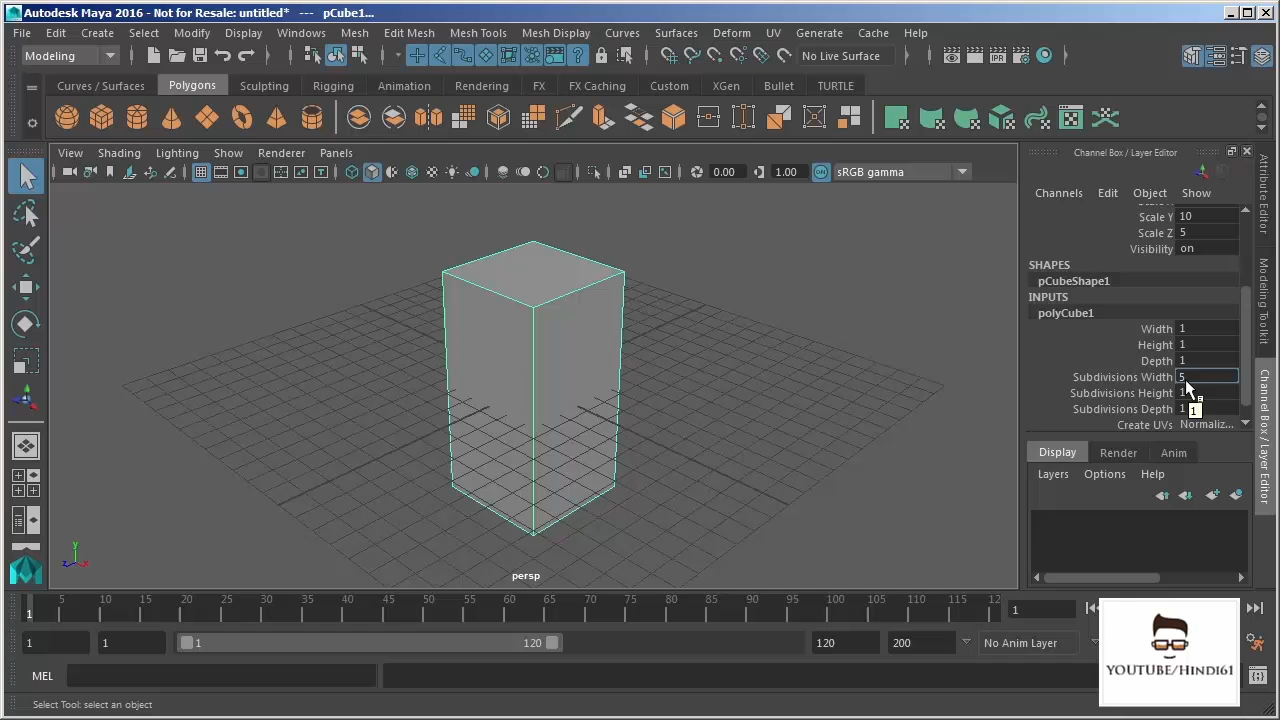 Autodesk Maya 2016 - Not for Resale: untitled* --- pCube1...
File Edit Create Select Modify Display Windows Mesh Edit Mesh Mesh Tools Mesh Display Curves Surfaces Deform UV Generate Cache Help
Modeling No Live Surface IPR
Curves / Surfaces Polygons Sculpting Rigging Animation Rendering FX FX Caching Custom XGen Bullet TURTLE
View Shading Lighting Show Renderer Panels
0.00 1.00 ON sRGB gamma
Channel Box / Layer Editor
Channels Edit Object Show
Scale Y 10
Scale Z 5
Visibility on
SHAPES
pCubeShape1
INPUTS
polyCube1
Width 1
Height 1
Depth 1
Subdivisions Width 5
Subdivisions Height 1
Subdivisions Depth 1
1
Create UVs Normaliz...
Display Render Anim
Layers Options Help
Attribute Editor
Modeling Toolkit
Channel Box / Layer Editor
y
z x
persp
1 5 10 15 20 25 30 35 40 45 50 55 60 65 70 75 80 85 90 95 100 105 110 115 12
1
1 1 1 120 120 200 No Anim Layer
MEL
Select Tool: select an object
YOUTUBE/HINDI61